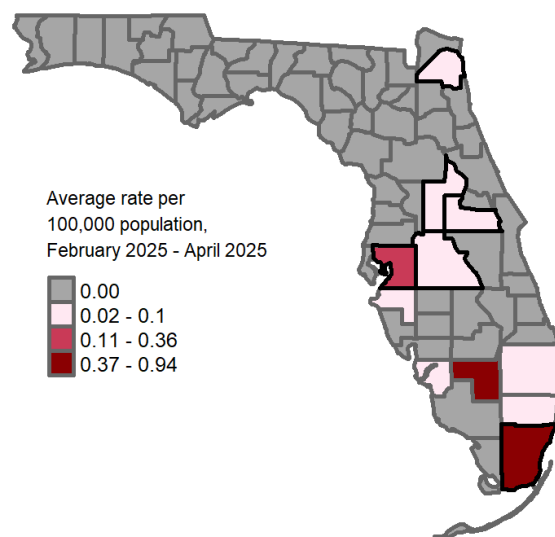 Average rate per
100,000 population,
February 2025 - April 2025
0.00
0.02 - 0.1
0.11 - 0.36
0.37 - 0.94